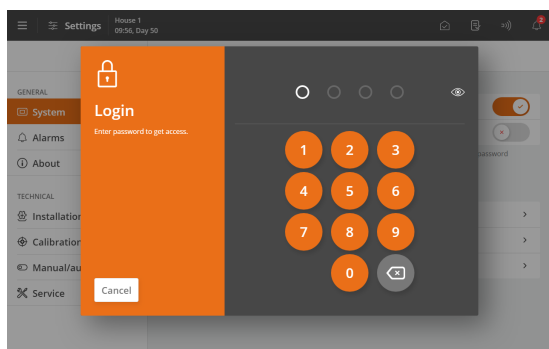 Settings
House 1
09:56, Day 50
2
GENERAL
System
Alarms
About
TECHNICAL
Installation
Calibration
Manual/au
Service
Login
Enter password to get access.
Cancel
1 2 3
4 5 6
7 8 9
0
password